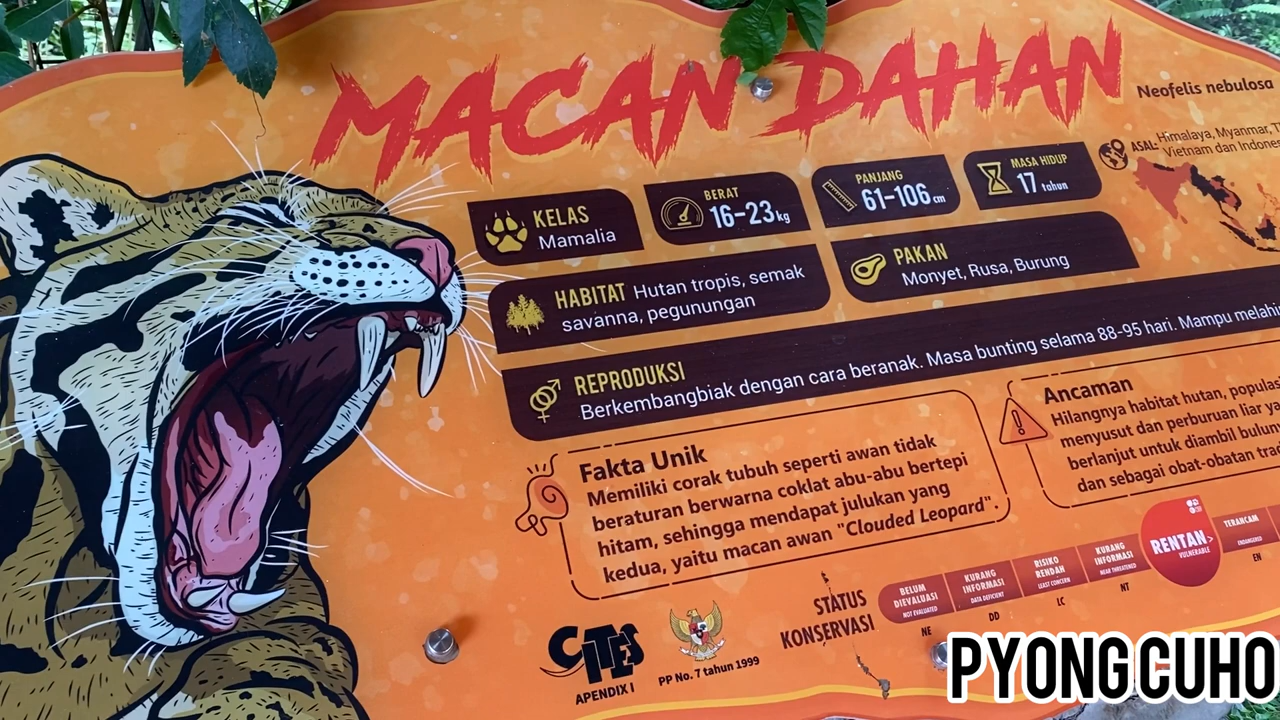 MACAN DAHAN
Neofelis nebulosa
ASAL: Himalaya, Myanmar,
Vietnam dan
KELAS
Mamalia
BERAT
16-23 kg
PANJANG
61-106 cm
MASA HIDUP
17 tahun
HABITAT Hutan tropis, semak
savanna, pegunungan
PAKAN
Monyet, Rusa, Burung
REPRODUKSI
Berkembangbiak dengan cara beranak. Masa bunting selama 88-95 hari. Mampu
Fakta Unik
Memiliki corak tubuh seperti awan tidak
beraturan berwarna coklat abu-abu bertepi
hitam, sehingga mendapat julukan yang
kedua, yaitu macan awan "Clouded Leopard".
Ancaman
Hilangnya habitat hutan,
menyusut dan perburuan liar
berlanjut untuk diambil
dan sebagai obat-obatan
CITES
APENDIX I
PP No. 7 tahun 1999
STATUS
KONSERVASI
BELUM
DIEVALUASI
NOT EVALUATED
NE
KURANG
INFORMASI
DATA DEFICIENT
DD
RISIKO
RENDAH
LEAST CONCERN
LC
KURANG
INFORMASI
NEAR THREATENED
NT
RENTAN
VULNERABLE
TERANCAM
ENDANGERED
EN
PYONG CUHO